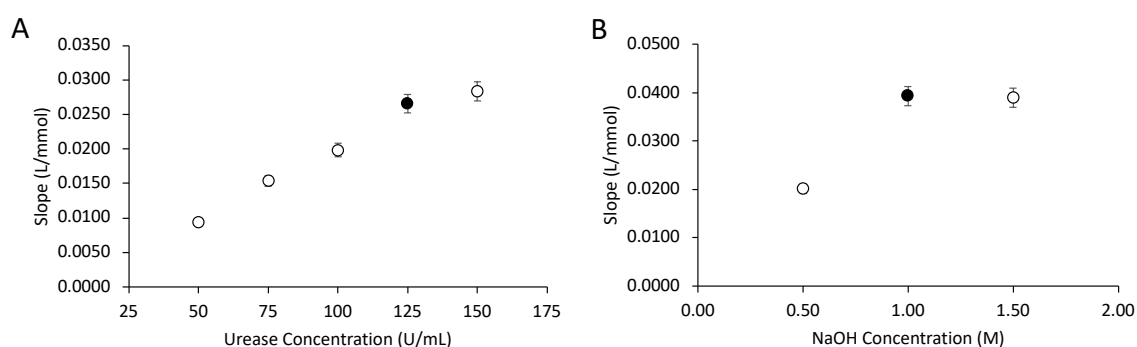 A
0.0350
0.0300
0.0250
0.0200
0.0150
0.0100
0.0050
0.0000
Slope (L/mmol)
25 50 75 100 125 150 175
Urease Concentration (U/mL)
B
0.0500
0.0400
0.0300
0.0200
0.0100
0.0000
Slope (L/mmol)
0.00 0.50 1.00 1.50 2.00
NaOH Concentration (M)